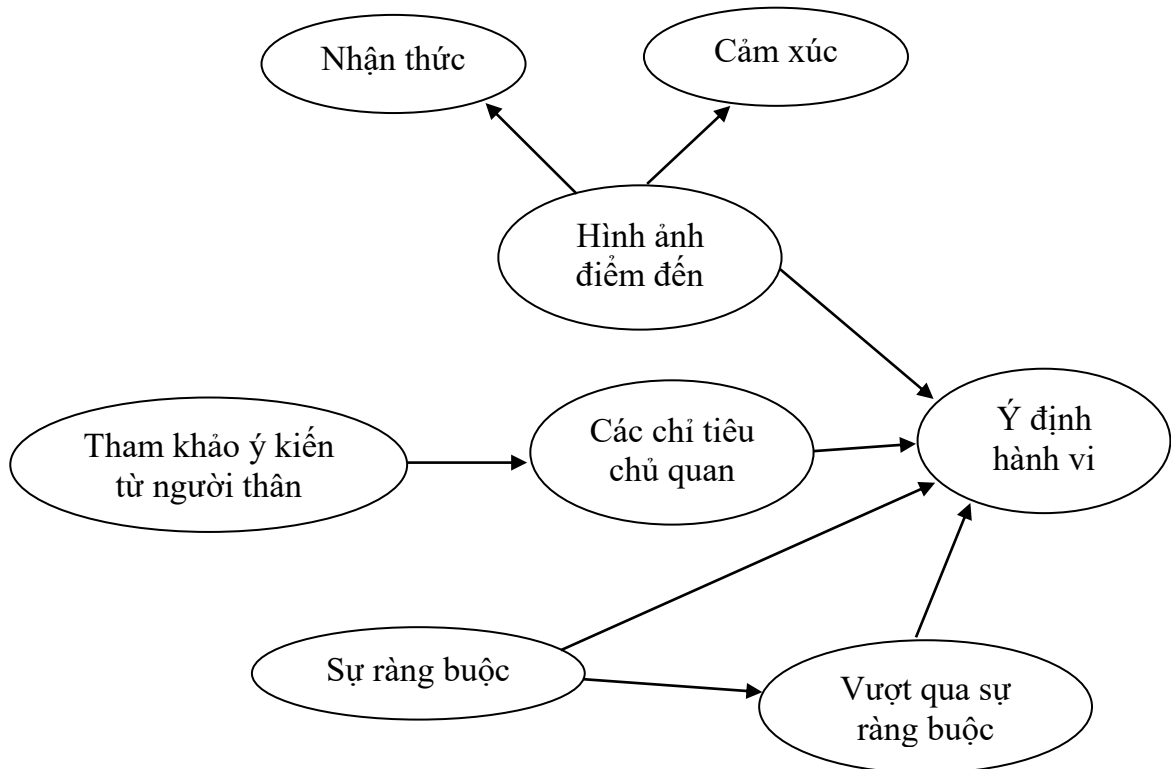 Nhận thức
Cảm xúc
Hình ảnh
điểm đến
Tham khảo ý kiến
từ người thân
Các chỉ tiêu
chủ quan
Ý định
hành vi
Sự ràng buộc
Vượt qua sự
ràng buộc